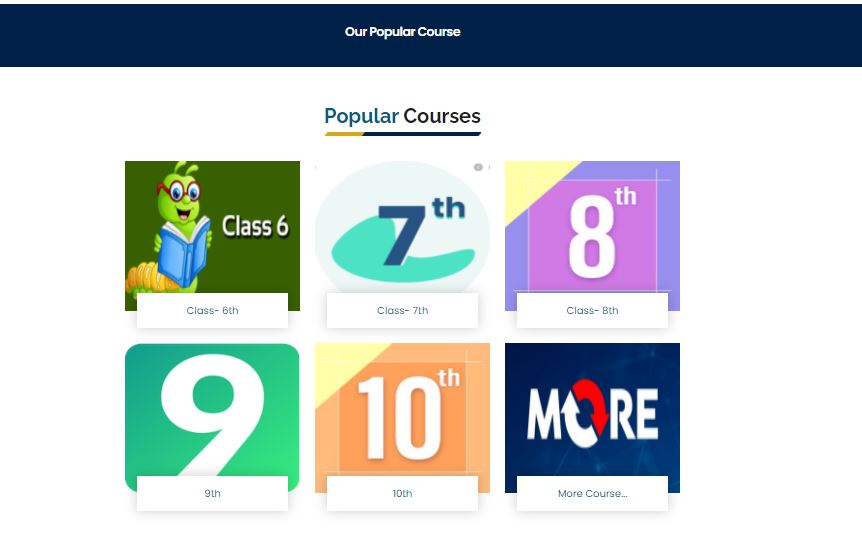 Our Popular Course
Popular Courses
Class 6
7th
8th
Class- 6th
Class- 7th
Class- 8th
9
10th
MORE
9th
10th
More Course...